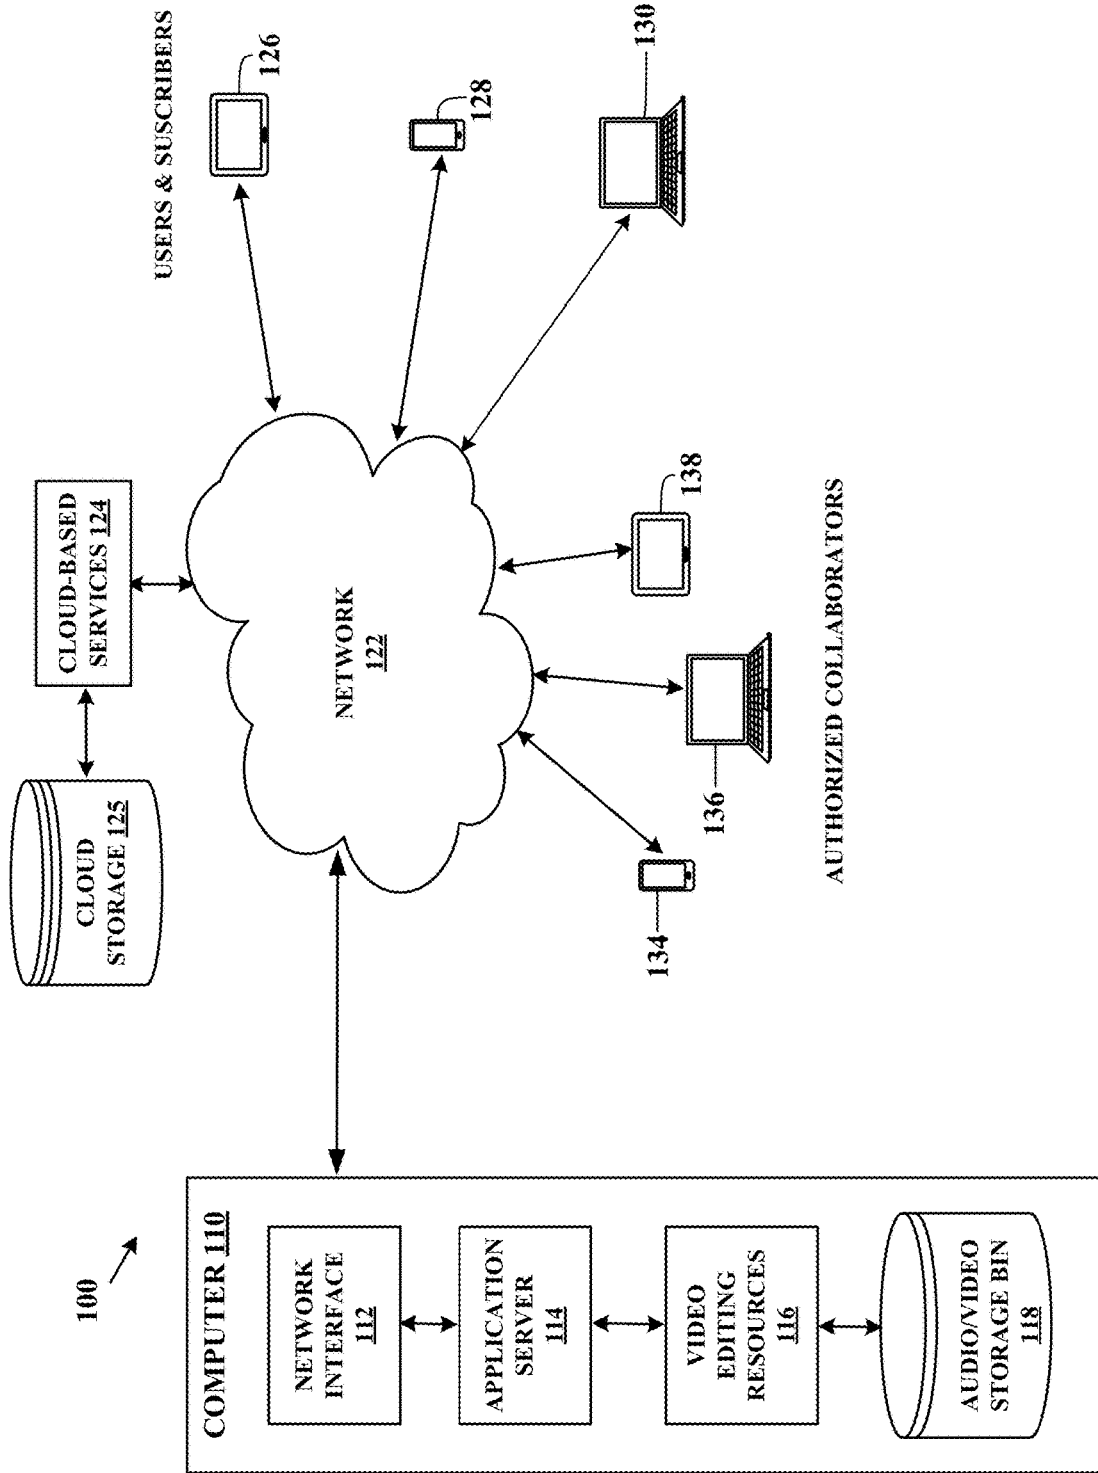 100
COMPUTER 110
NETWORK
INTERFACE
112
APPLICATION
SERVER
114
VIDEO
EDITING
RESOURCES
116
AUDIO/VIDEO
STORAGE BIN
118
CLOUD
STORAGE 125
CLOUD-BASED
SERVICES 124
NETWORK
122
USERS & SUSCRIBERS
126
128
130
134
136
138
AUTHORIZED COLLABORATORS